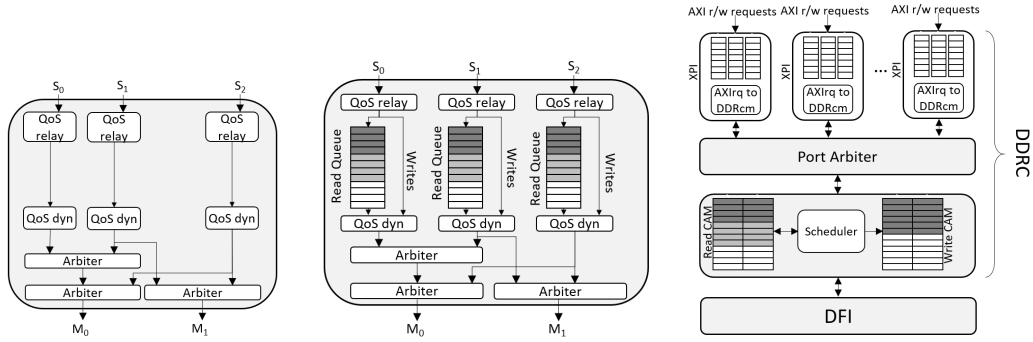 S0 S1 S2
QoS relay
QoS relay
QoS relay
QoS dyn
QoS dyn
QoS dyn
Arbiter
Arbiter
Arbiter
M0 M1
S0 S1 S2
QoS relay
QoS relay
QoS relay
Read Queue
Writes
Read Queue
Writes
Read Queue
Writes
QoS dyn
QoS dyn
QoS dyn
Arbiter
Arbiter
Arbiter
M0 M1
AXI r/w requests
AXI r/w requests
AXI r/w requests
XPI
XPI
...
XPI
AXIrq to
DDRcm
AXIrq to
DDRcm
AXIrq to
DDRcm
Port Arbiter
DDRC
Read CAM
Scheduler
Write CAM
DFI